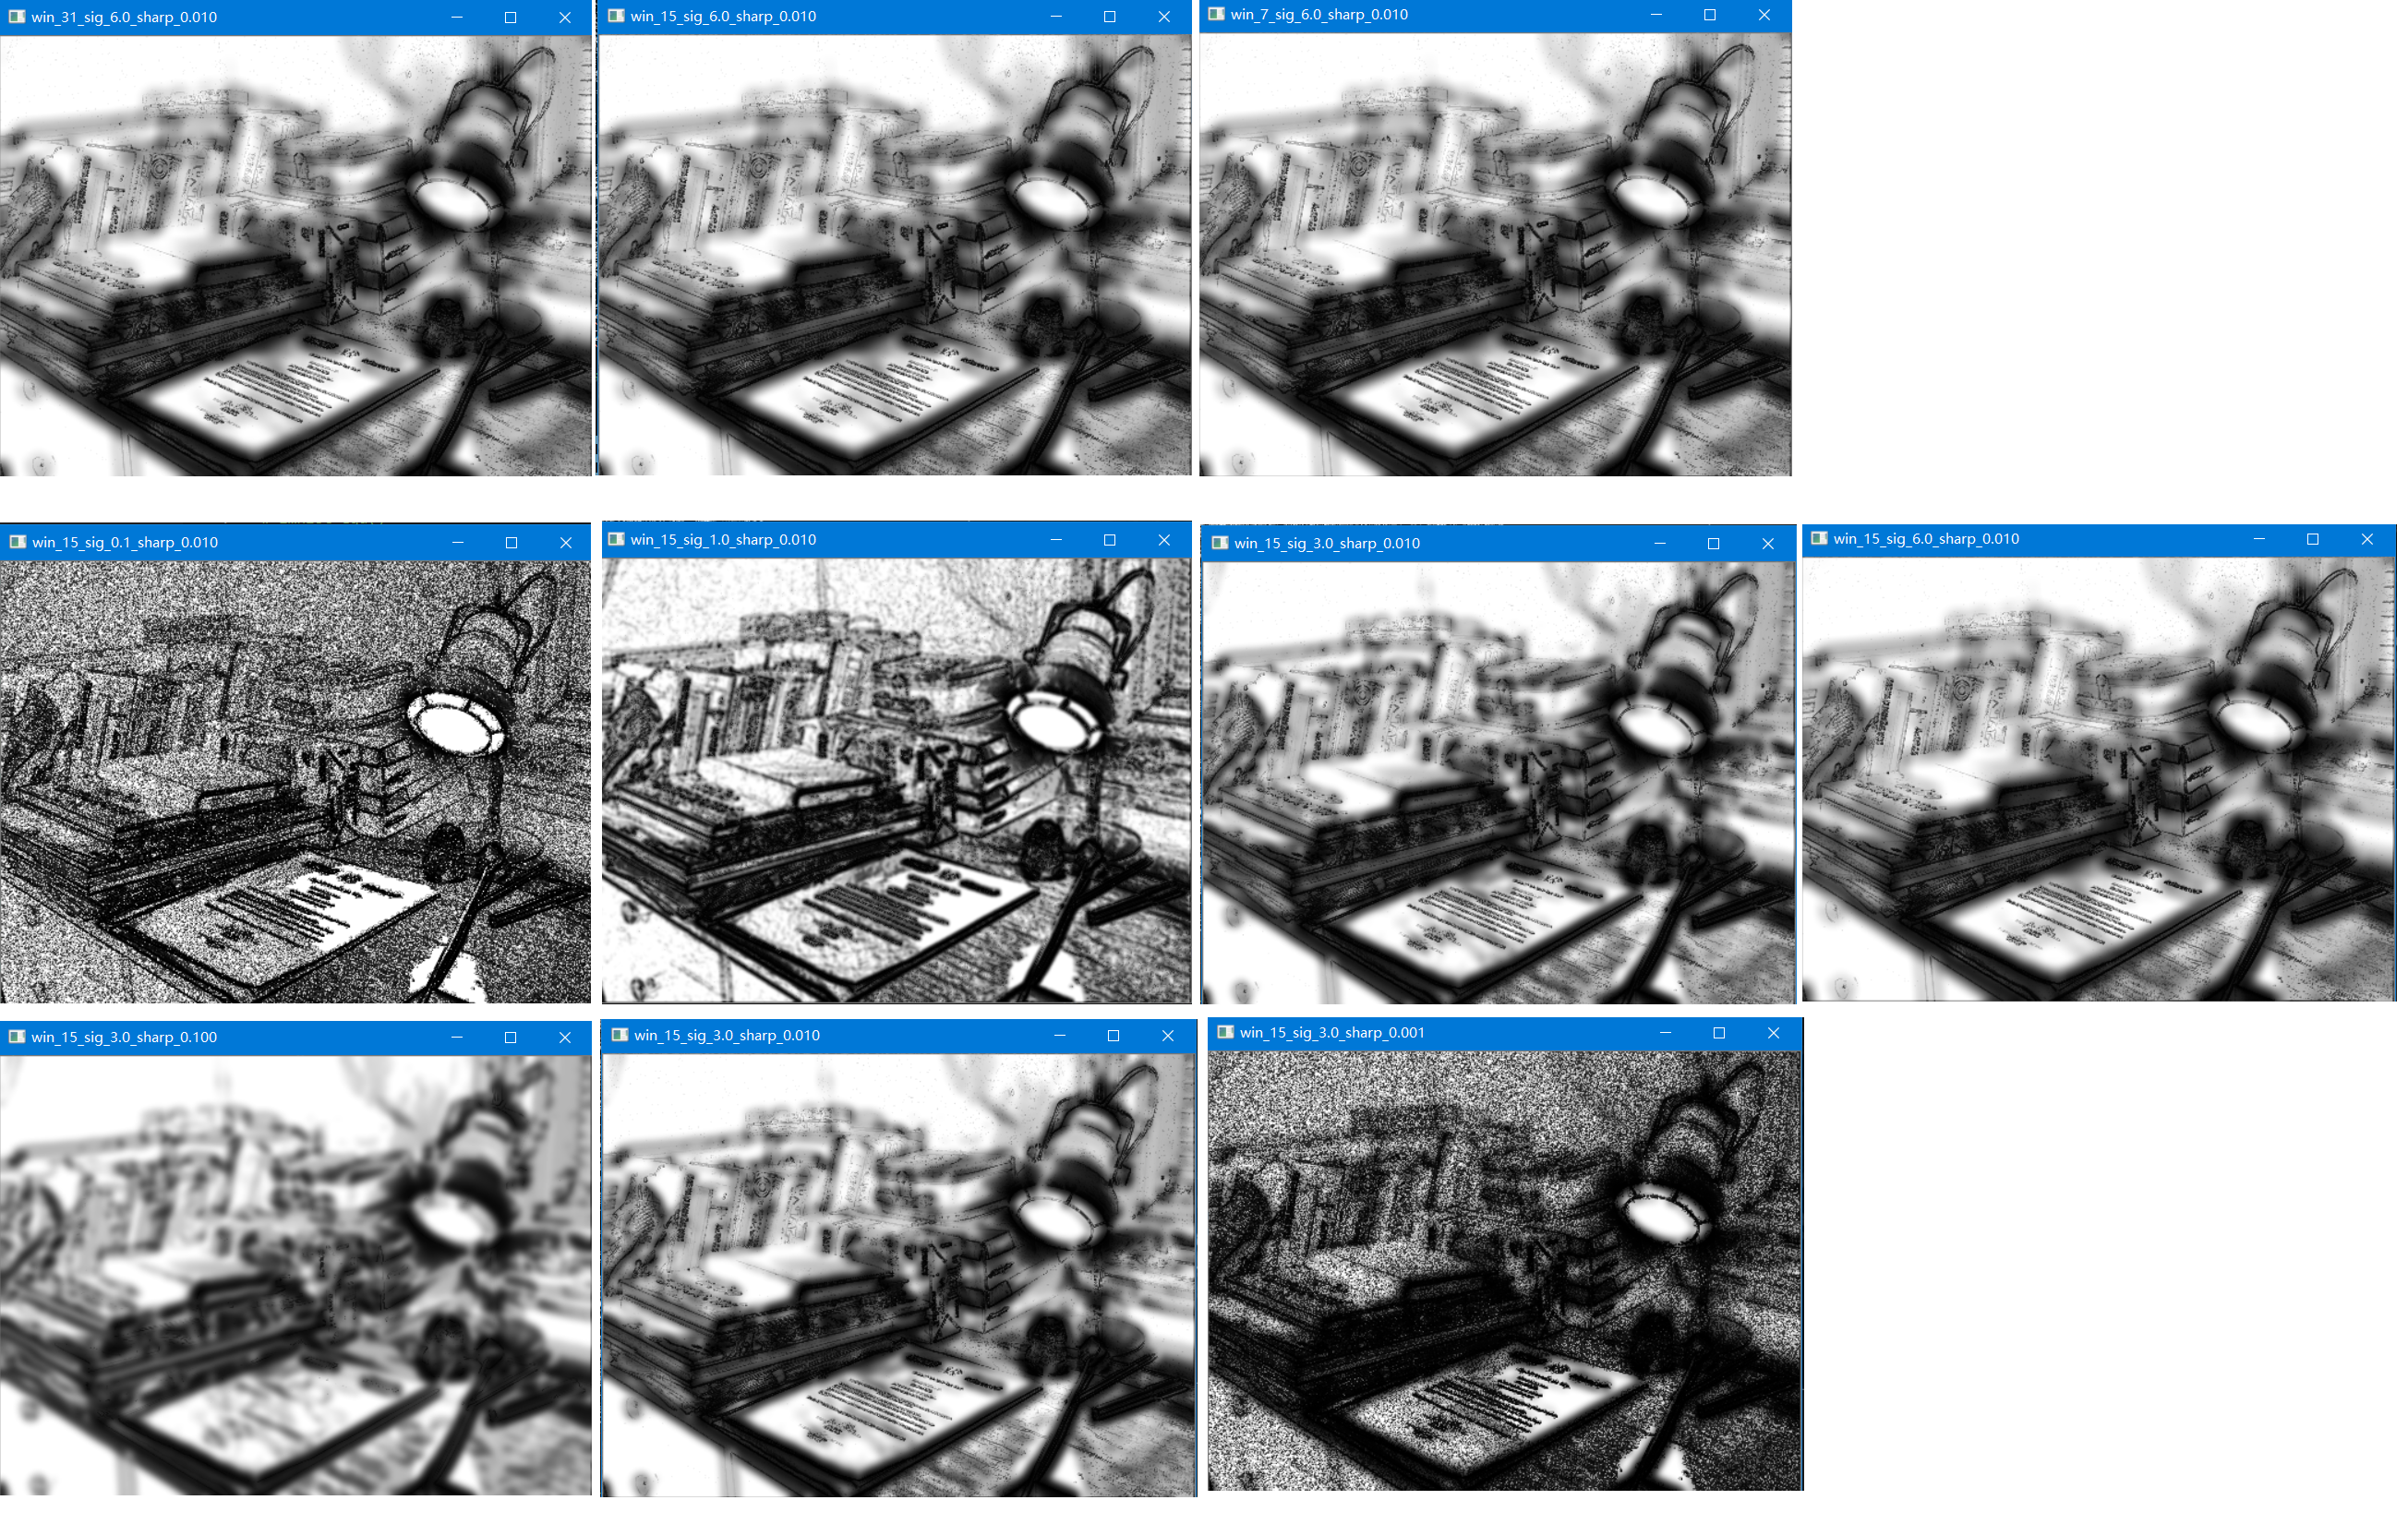 win_31_sig_6.0_sharp_0.010
win_15_sig_6.0_sharp_0.010
win_7_sig_6.0_sharp_0.010
win_15_sig_0.1_sharp_0.010
win_15_sig_1.0_sharp_0.010
win_15_sig_3.0_sharp_0.010
win_15_sig_6.0_sharp_0.010
win_15_sig_3.0_sharp_0.100
win_15_sig_3.0_sharp_0.010
win_15_sig_3.0_sharp_0.001